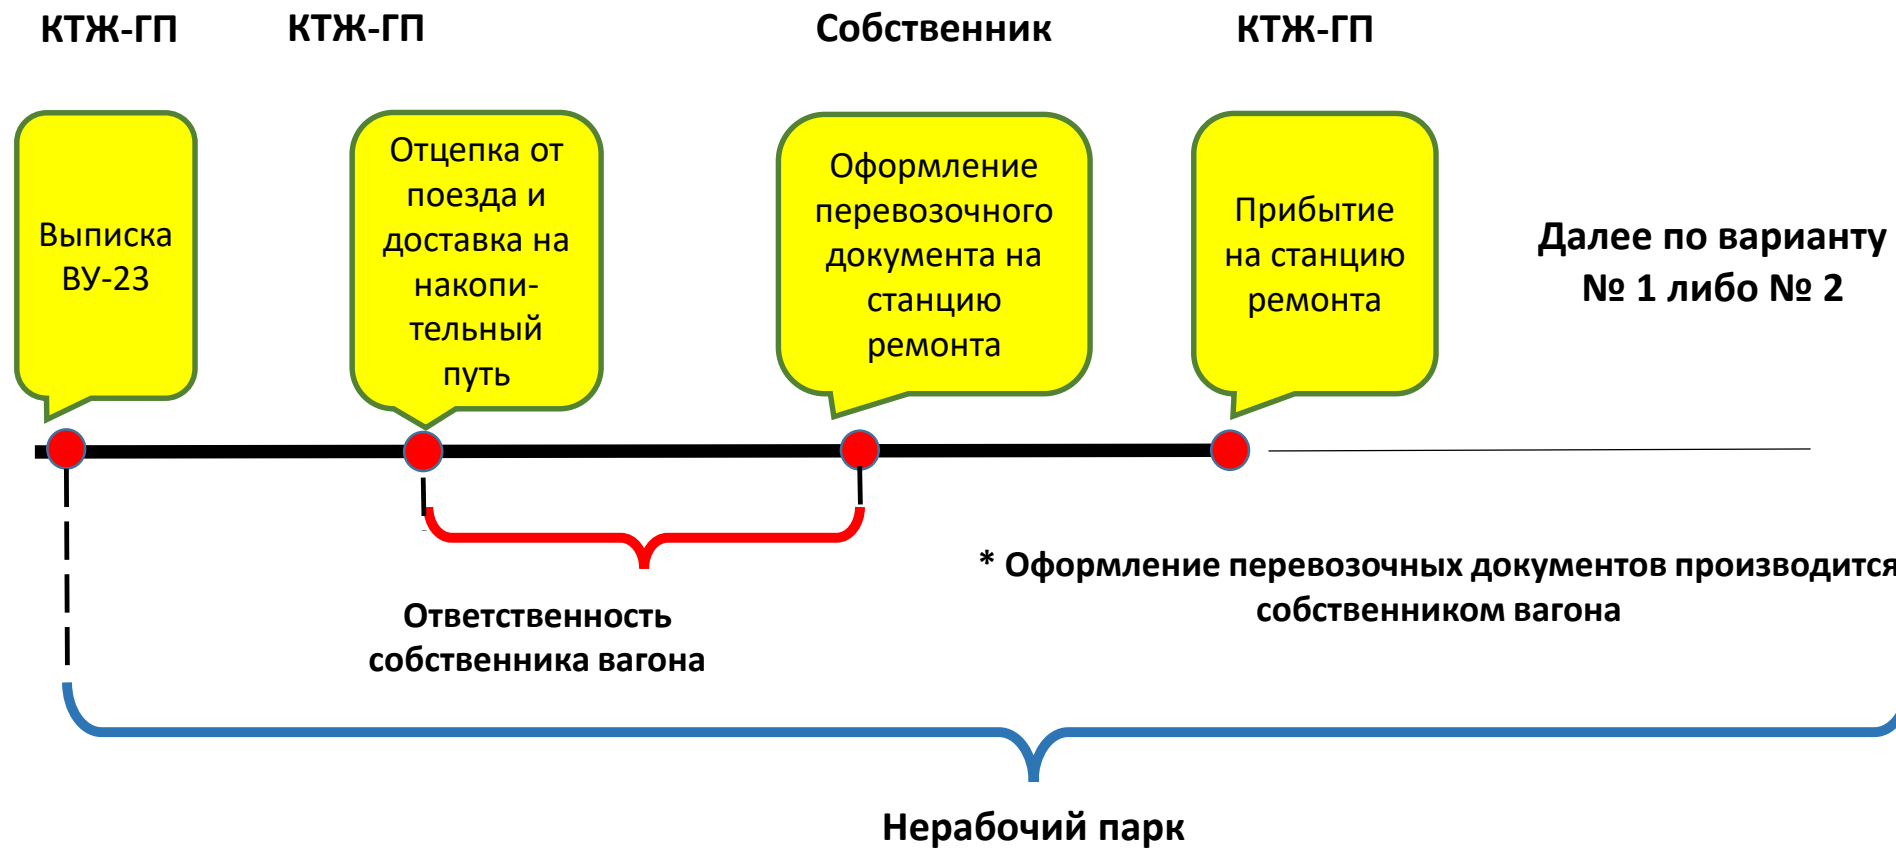 КТЖ-ГП
КТЖ-ГП
Собственник
КТЖ-ГП
Выписка
ВУ-23
Отцепка от
поезда и
доставка на
накопи-
тельный
путь
Оформление
перевозочного
документа на
станцию
ремонта
Прибытие
на станцию
ремонта
Далее по варианту
№ 1 либо № 2
Ответственность
собственника вагона
* Оформление перевозочных документов производится
собственником вагона
Нерабочий парк